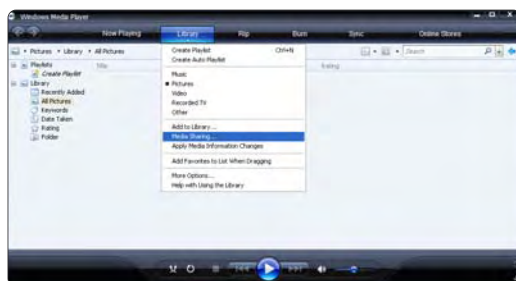 Windows Media Player
Now Playing Library Rip Burn Sync Online Stores
Pictures Library All Pictures Search
Playlists
Create Playlist
Library
Recently Added
All Pictures
Keywords
Date Taken
Rating
Folder
Title
Rating
Create Playlist Ctrl+N
Create Auto Playlist
Music
Pictures
Video
Recorded TV
Other
Add to Library...
Media Sharing...
Apply Media Information Changes
Add Favorites to List When Dragging
More Options...
Help with Using the Library